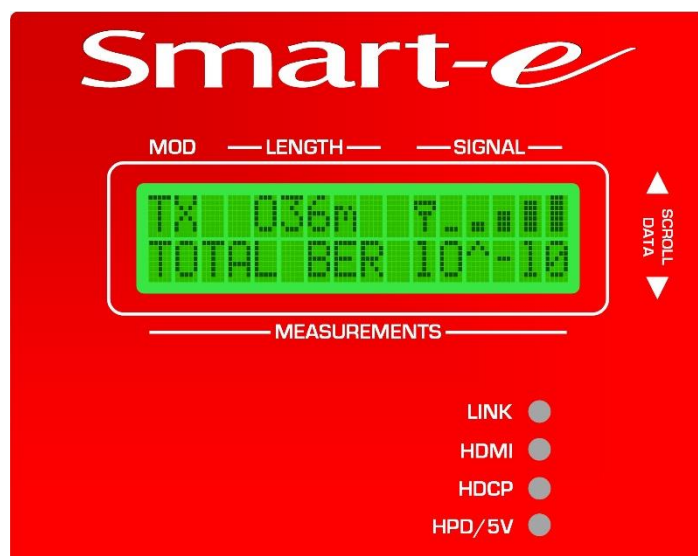 Smart-e
MOD LENGTH SIGNAL
TX 036m
TOTAL BER 10^-10
SCROLL
DATA
MEASUREMENTS
LINK
HDMI
HDCP
HPD/5V